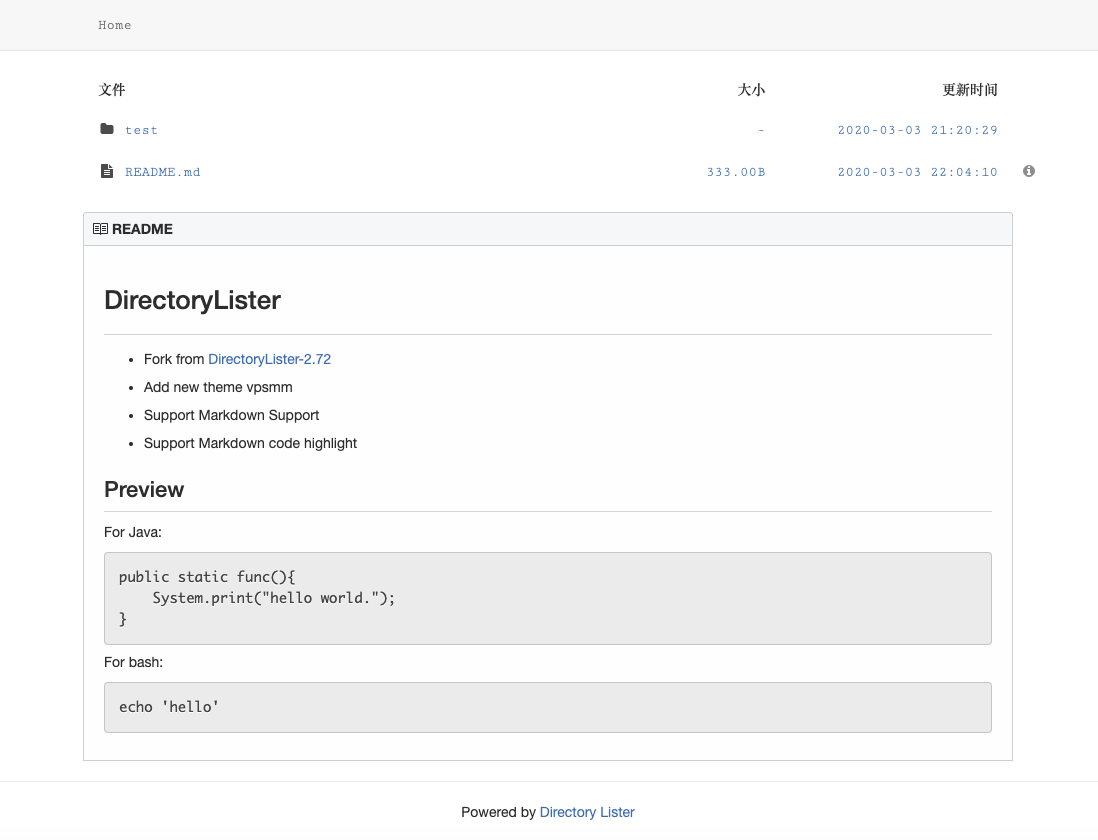 Home
文件 大小 更新时间
test - 2020-03-03 21:20:29
README.md 333.00B 2020-03-03 22:04:10
README
DirectoryLister
Fork from DirectoryLister-2.72
Add new theme vpsmm
Support Markdown Support
Support Markdown code highlight
Preview
For Java:
public static func(){
    System.print("hello world.");
}
For bash:
echo 'hello'
Powered by Directory Lister